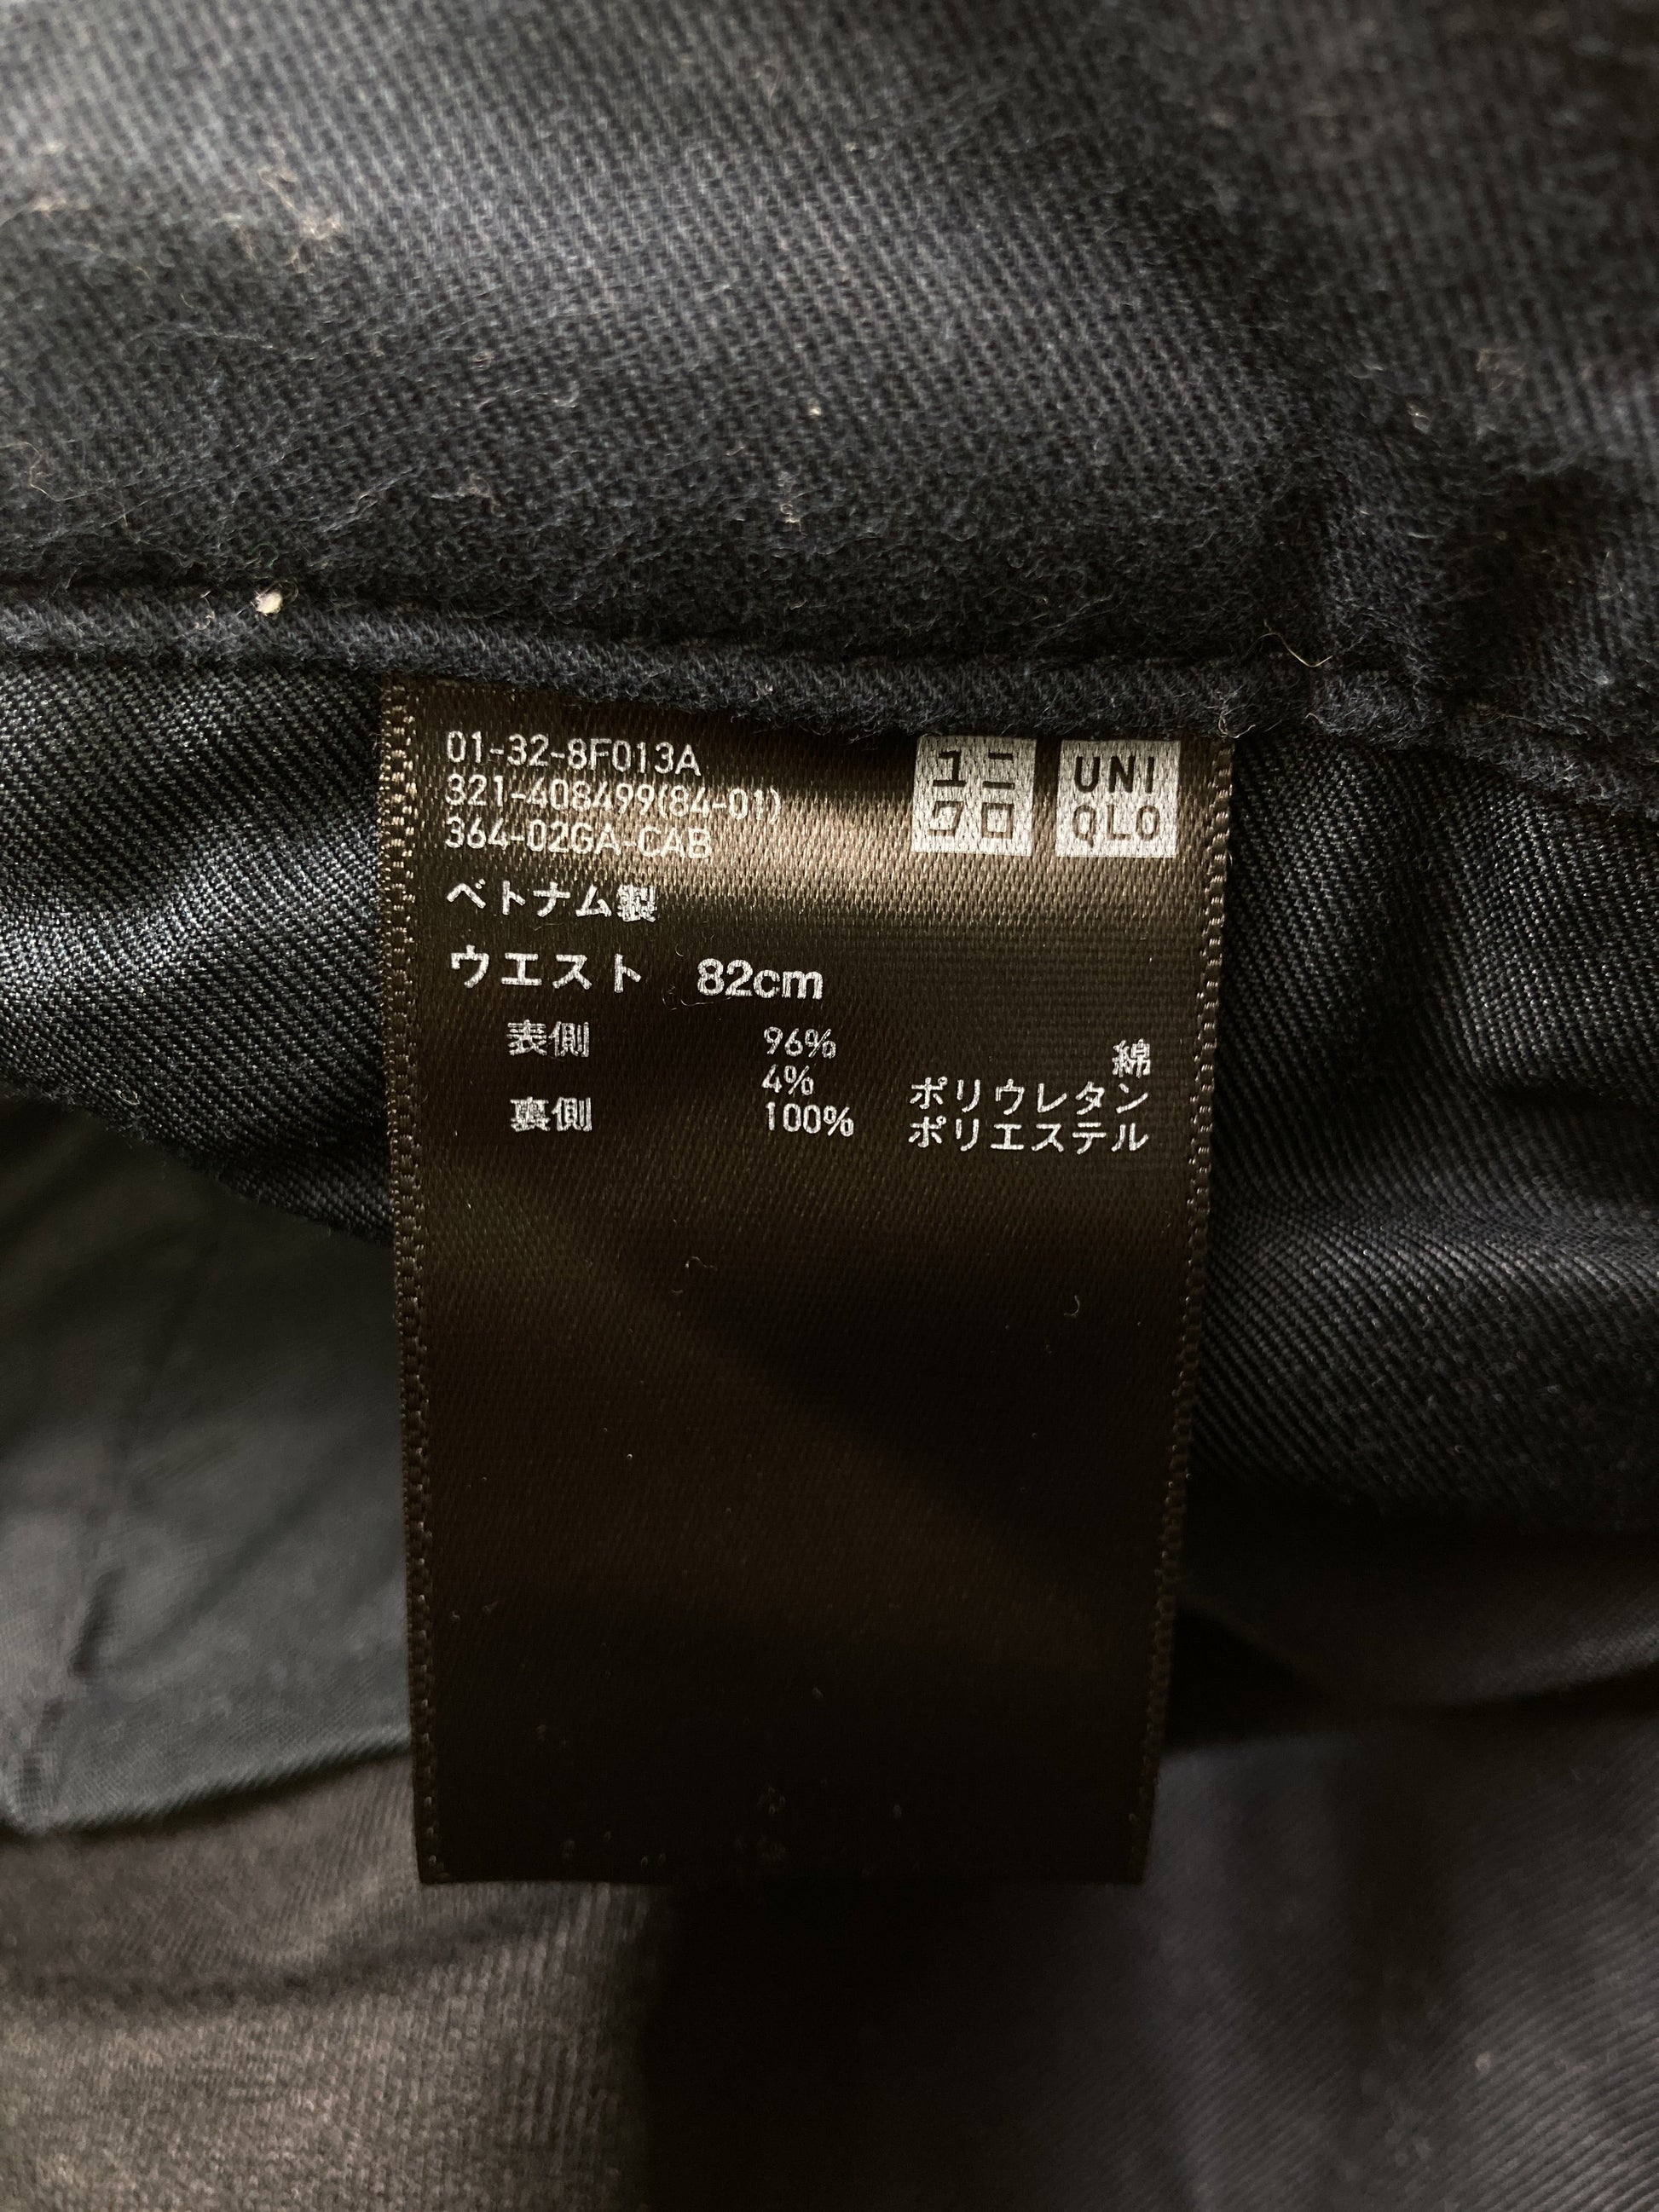 01-32-8F013A
321-408499(84-01)
364-02GA-CAB
ユニ
クロ
UNI
QLO
ベトナム製
ウエスト 82cm
表側 96% 綿
4% ポリウレタン
裏側 100% ポリエステル